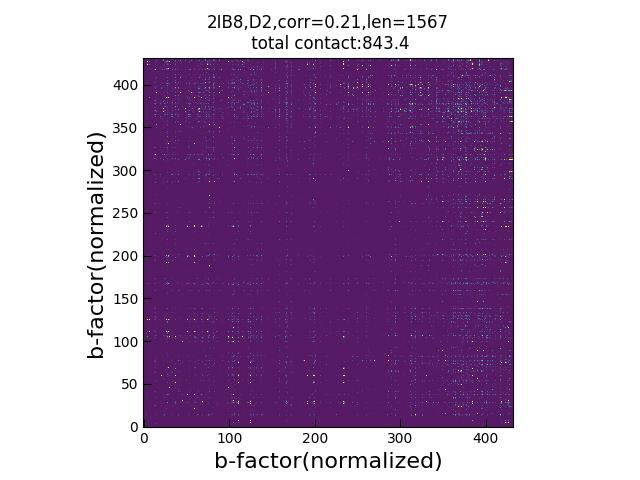 2IB8,D2,corr=0.21,len=1567
total contact:843.4
b-factor(normalized)
400
350
300
250
200
150
100
50
0
0 100 200 300 400
b-factor(normalized)